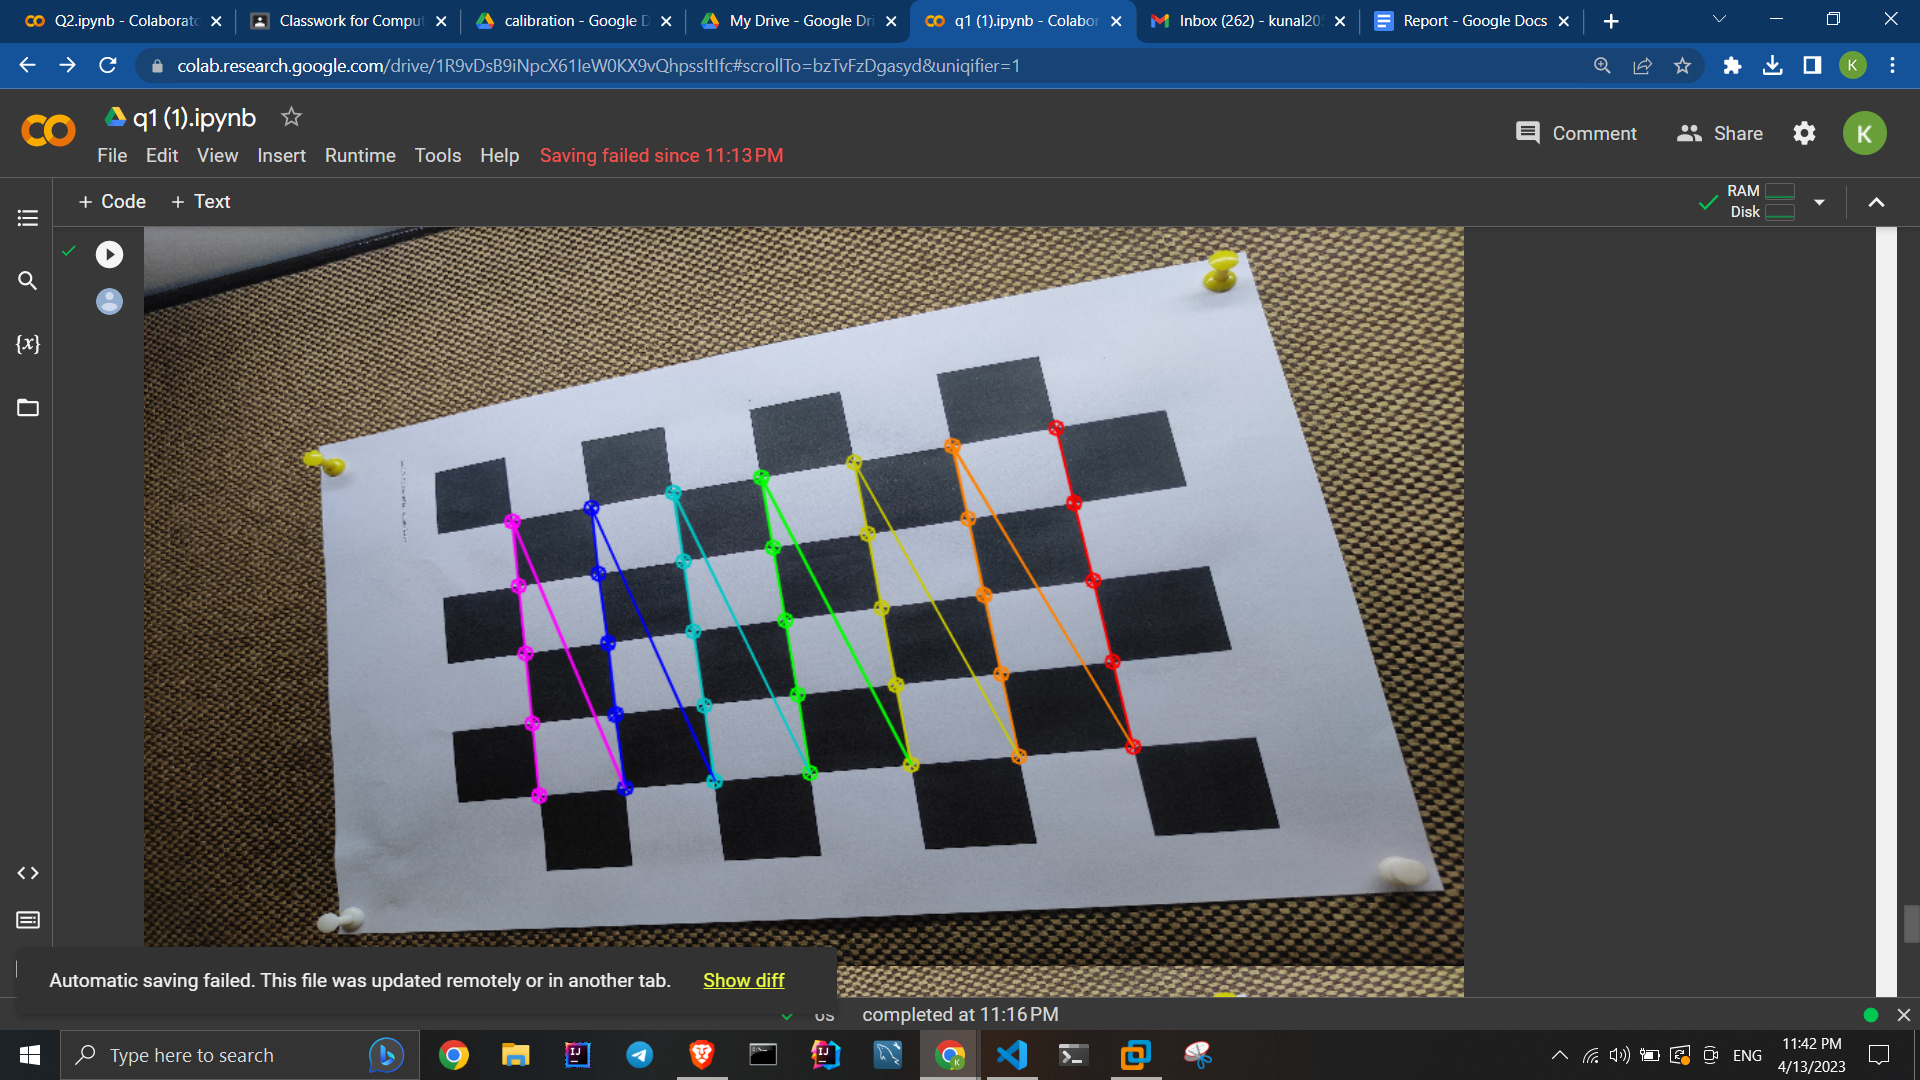 Q2.ipynb - Colaborato
Classwork for Comput
calibration - Google D
My Drive - Google Dri
q1 (1).ipynb - Colabor
Inbox (262) - kunal205
Report - Google Docs
colab.research.google.com/drive/1R9vDsB9iNpcX61IeW0KX9vQhpssItIfc#scrollTo=bzTvFzDgasyd&uniqifier=1
K
q1 (1).ipynb
Comment
Share
K
File Edit View Insert Runtime Tools Help Saving failed since 11:13 PM
+ Code + Text
RAM
Disk
{x}
Automatic saving failed. This file was updated remotely or in another tab. Show diff
0s completed at 11:16 PM
Type here to search
ENG
11:42 PM
4/13/2023